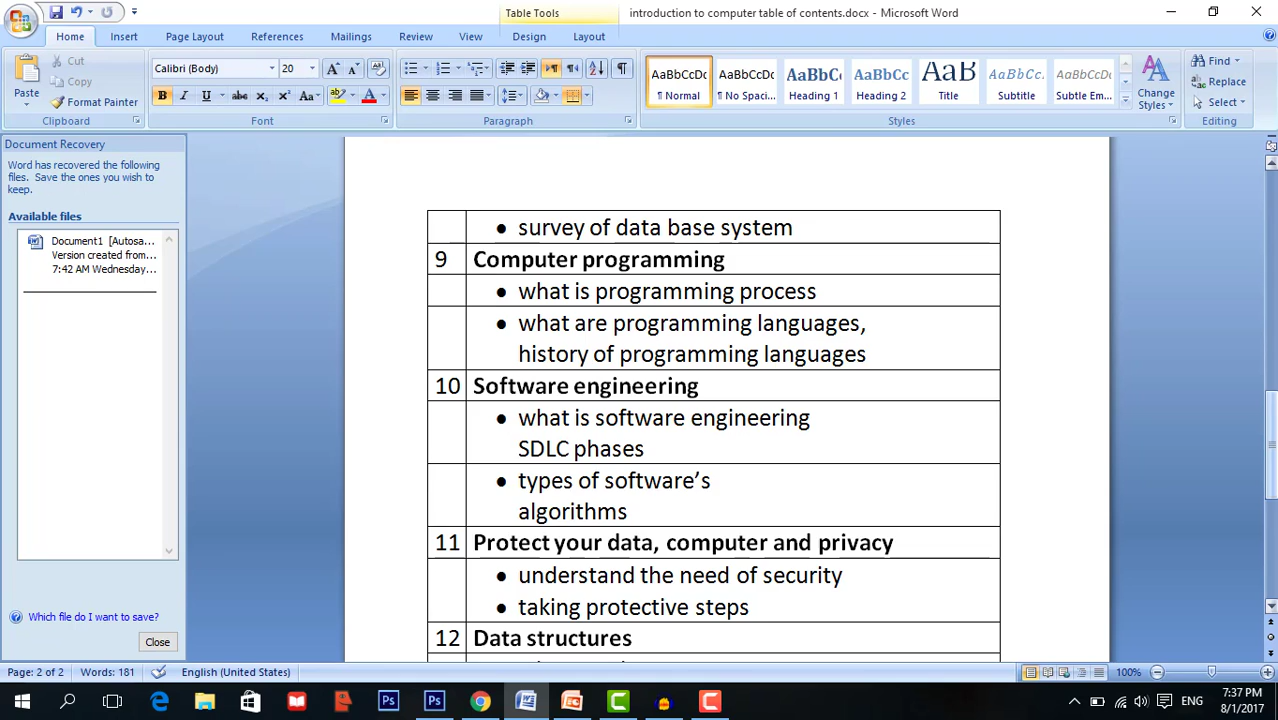 introduction to computer table of contents.docx - Microsoft Word
Table Tools
Home Insert Page Layout References Mailings Review View Design Layout
Paste
Cut
Copy
Format Painter
Clipboard
Calibri (Body) 20
Font
Paragraph
AaBbCcDc AaBbCcDc AaBbC AaBbCc AaB AaBbCc AaBbCcD
¶ Normal ¶ No Spaci... Heading 1 Heading 2 Title Subtitle Subtle Em...
Change
Styles
Styles
Find
Replace
Select
Editing
Document Recovery
Word has recovered the following
files. Save the ones you wish to
keep.
Available files
Document1 [Autosa...
Version created from...
7:42 AM Wednesday,...
Which file do I want to save?
Close
• survey of data base system
9 Computer programming
• what is programming process
• what are programming languages,
history of programming languages
10 Software engineering
• what is software engineering
SDLC phases
• types of software’s
algorithms
11 Protect your data, computer and privacy
• understand the need of security
• taking protective steps
12 Data structures
Page: 2 of 2 Words: 181 English (United States) 100%
ENG
7:37 PM
8/1/2017